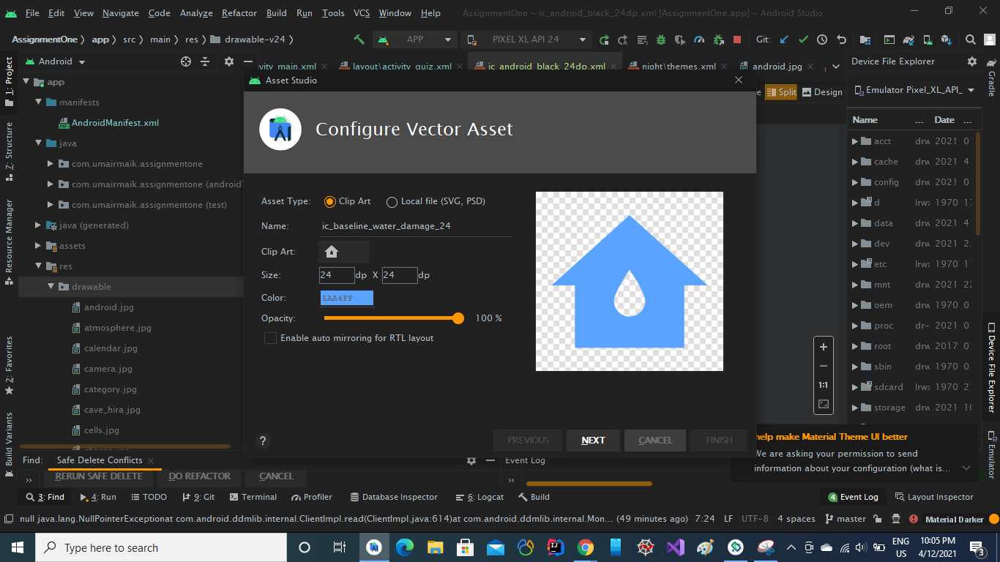 File Edit View Navigate Code Analyze Refactor Build Run Tools VCS Window Help AssignmentOne - ic_android_black_24dp.xml [AssignmentOne.app] - Android Studio
AssignmentOne app src main res drawable-v24 APP PIXEL XL API 24 Git:
Android
vity_main.xml layout\activity_quiz.xml ic_android_black_24dp.xml night\themes.xml android.jpg
Device File Explorer
Asset Studio
e Split Design
Emulator Pixel_XL_API_
1: Project
Z: Structure
Resource Manager
2: Favorites
Build Variants
app
manifests
AndroidManifest.xml
java
com.umairmaik.assignmentone
com.umairmaik.assignmentone (android
com.umairmaik.assignmentone (test)
java (generated)
assets
res
drawable
android.jpg
atmosphere.jpg
calendar.jpg
camera.jpg
category.jpg
cave_hira.jpg
cells.jpg
Configure Vector Asset
Asset Type: Clip Art Local file (SVG, PSD)
Name: ic_baseline_water_damage_24
Clip Art:
Size: 24 dp X 24 dp
Color: 5AA4FF
Opacity: 100 %
Enable auto mirroring for RTL layout
? PREVIOUS NEXT CANCEL FINISH
1:1
Name ... Date ...
acct drw 2021 0
cache drw 2021 4
config drw 2021 0
d lrw 1970 17
data drw 2021 4
dev drw 2021 2.
etc lrw 1970 11
mnt drw 2021 22
oem drw 1970 0
proc dr- 2021 0
root drw 2017 0
sbin drw 1970 0
sdcard lrw 1970 21
storage drw 2021 10
Gradle
Device File Explorer
Emulator
help make Material Theme UI better
We are asking your permission to send
information about your configuration (what is...
Find: Safe Delete Conflicts
Event Log
» RERUN SAFE DELETE DO REFACTOR CANCEL »
3: Find 4: Run TODO 9: Git Terminal Profiler Database Inspector 6: Logcat Build 4 Event Log Layout Inspector
null java.lang.NullPointerExceptionat com.android.ddmlib.internal.ClientImpl.read(ClientImpl.java:614)at com.android.ddmlib.internal.Mon... (49 minutes ago) 7:24 LF UTF-8 4 spaces master Material Darker
Type here to search
ENG
US
10:05 PM
4/12/2021
3